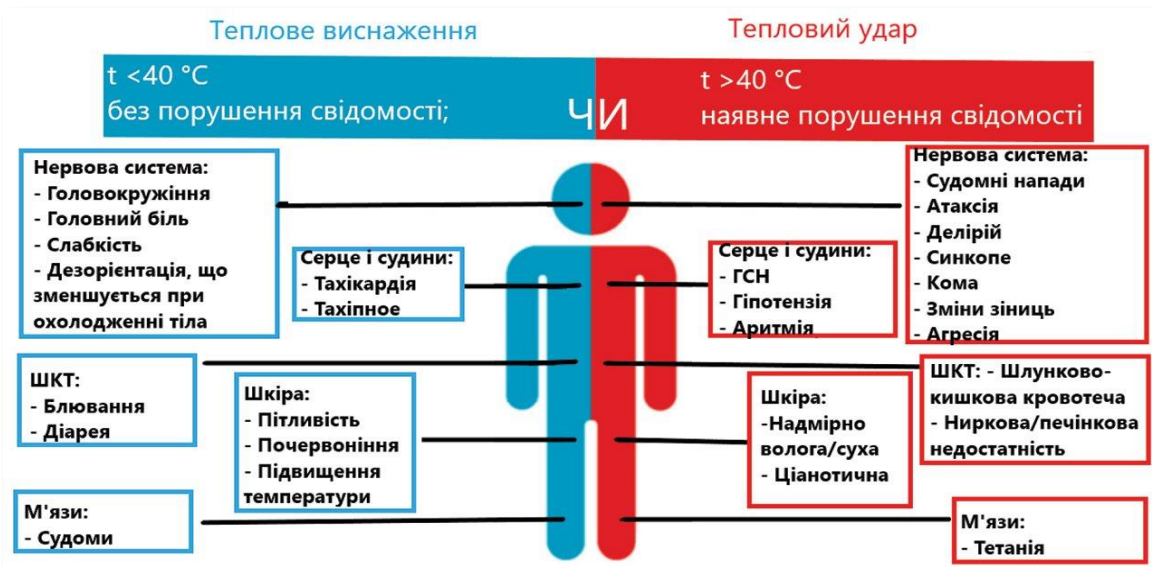 Теплове виснаження
Тепловий удар
t <40 °C
без порушення свідомості;
ЧИ
t >40 °C
наявне порушення свідомості
Нервова система:
- Головокружіння
- Головний біль
- Слабкість
- Дезорієнтація, що
зменшується при
охолодженні тіла
Серце і судини:
- Тахікардія
- Тахіпное
Серце і судини:
- ГСН
- Гіпотензія
- Аритмія
Нервова система:
- Судомні напади
- Атаксія
- Делірій
- Синкопе
- Кома
- Зміни зіниць
- Агресія
ШКТ:
- Блювання
- Діарея
Шкіра:
- Пітливість
- Почервоніння
- Підвищення
температури
Шкіра:
-Надмірно
волога/суха
- Ціанотична
ШКТ: - Шлунково-
кишкова кровотеча
- Ниркова/печінкова
недостатність
М'язи:
- Судоми
М'язи:
- Тетанія